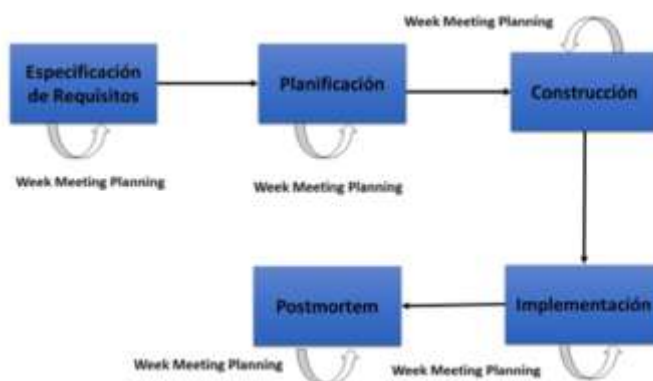 Week Meeting Planning
Especificación
de Requisitos
Planificación
Construcción
Week Meeting Planning
Week Meeting Planning
Postmortem
Implementación
Week Meeting Planning
Week Meeting Planning